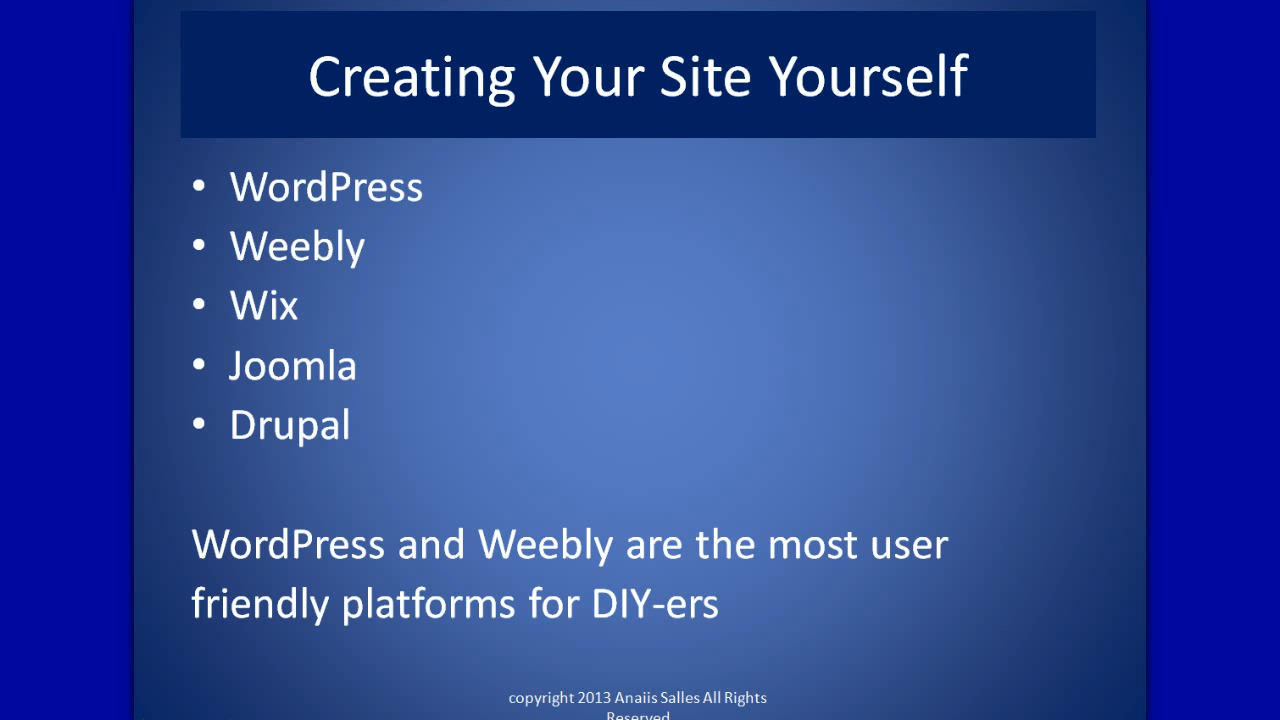 Creating Your Site Yourself
• WordPress
• Weebly
• Wix
• Joomla
• Drupal
WordPress and Weebly are the most user
friendly platforms for DIY-ers
copyright 2013 Anaiis Salles All Rights
Reserved